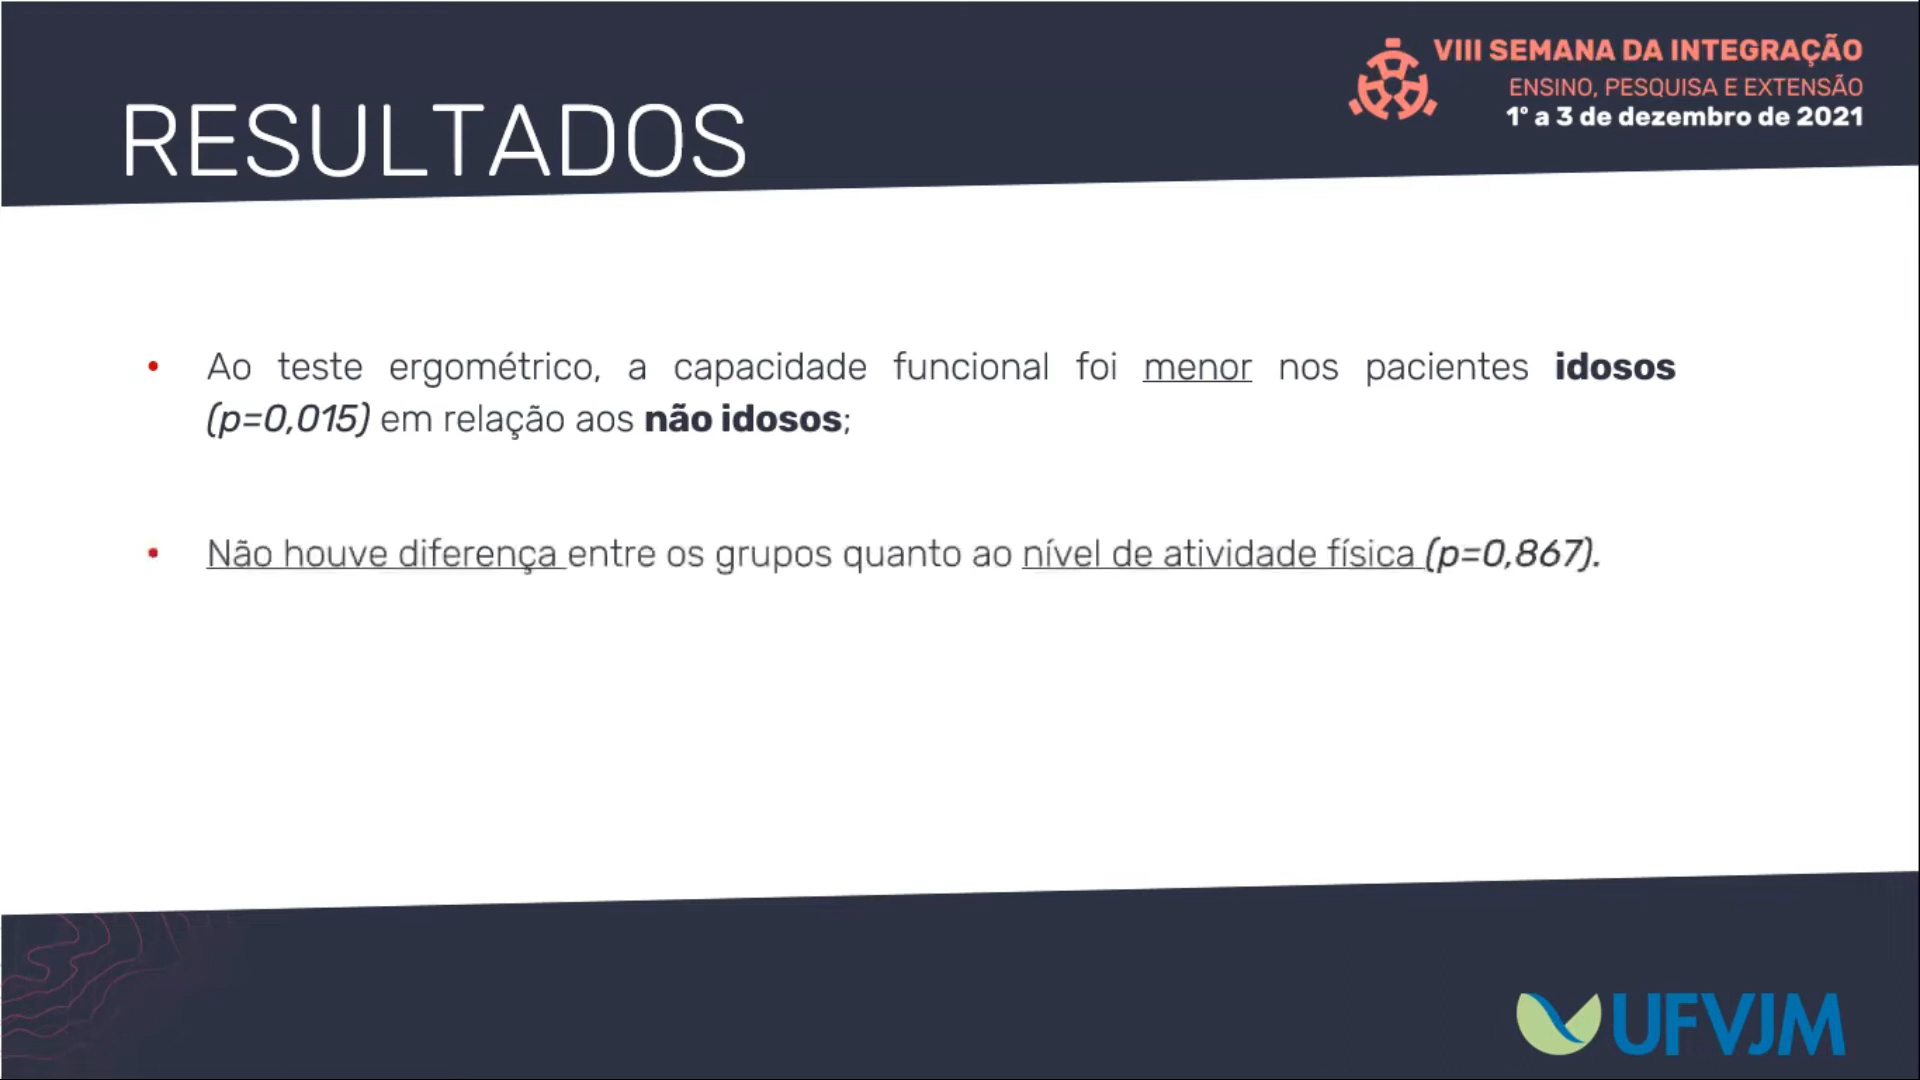 VIII SEMANA DA INTEGRAÇÃO
ENSINO, PESQUISA E EXTENSÃO
1° a 3 de dezembro de 2021
RESULTADOS
• Ao teste ergométrico, a capacidade funcional foi menor nos pacientes idosos
(p=0,015) em relação aos não idosos;
• Não houve diferença entre os grupos quanto ao nível de atividade física (p=0,867).
UFVJM